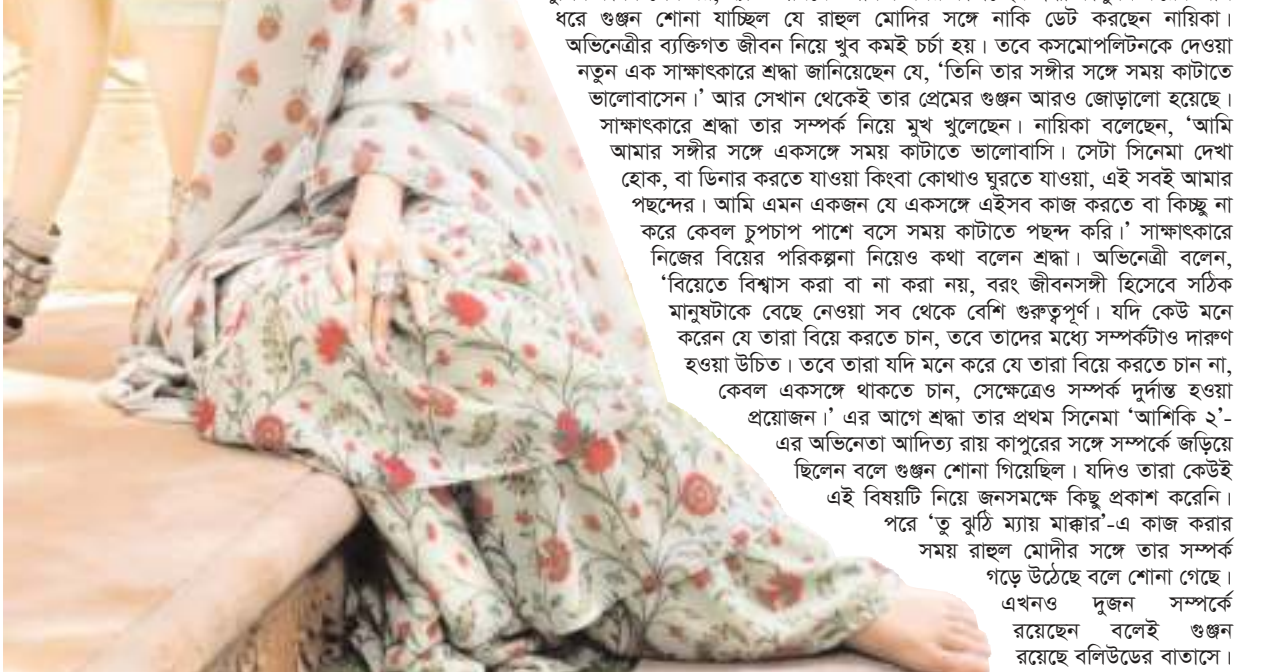 ধরে গুঞ্জন শোনা যাচ্ছিল যে রাহুল মোদির সঙ্গে নাকি ডেট করছেন নায়িকা।
অভিনেত্রীর ব্যক্তিগত জীবন নিয়ে খুব কমই চর্চা হয়। তবে কসমোপলিটনকে দেওয়া
নতুন এক সাক্ষাৎকারে শ্রদ্ধা জানিয়েছেন যে, ‘তিনি তার সঙ্গীর সঙ্গে সময় কাটাতে
ভালোবাসেন।’ আর সেখান থেকেই তার প্রেমের গুঞ্জন আরও জোড়ালো হয়েছে।
সাক্ষাৎকারে শ্রদ্ধা তার সম্পর্ক নিয়ে মুখ খুলেছেন। নায়িকা বলেছেন, ‘আমি
আমার সঙ্গীর সঙ্গে একসঙ্গে সময় কাটাতে ভালোবাসি। সেটা সিনেমা দেখা
হোক, বা ডিনার করতে যাওয়া কিংবা কোথাও ঘুরতে যাওয়া, এই সবই আমার
পছন্দের। আমি এমন একজন যে একসঙ্গে এইসব কাজ করতে বা কিচ্ছু না
করে কেবল চুপচাপ পাশে বসে সময় কাটাতে পছন্দ করি।’ সাক্ষাৎকারে
নিজের বিয়ের পরিকল্পনা নিয়েও কথা বলেন শ্রদ্ধা। অভিনেত্রী বলেন,
‘বিয়েতে বিশ্বাস করা বা না করা নয়, বরং জীবনসঙ্গী হিসেবে সঠিক
মানুষটাকে বেছে নেওয়া সব থেকে বেশি গুরুত্বপূর্ণ। যদি কেউ মনে
করেন যে তারা বিয়ে করতে চান, তবে তাদের মধ্যে সম্পর্কটাও দারুণ
হওয়া উচিত। তবে তারা যদি মনে করে যে তারা বিয়ে করতে চান না,
কেবল একসঙ্গে থাকতে চান, সেক্ষেত্রেও সম্পর্ক দুর্দান্ত হওয়া
প্রয়োজন।’ এর আগে শ্রদ্ধা তার প্রথম সিনেমা ‘আশিকি ২’-
এর অভিনেতা আদিত্য রায় কাপুরের সঙ্গে সম্পর্কে জড়িয়ে
ছিলেন বলে গুঞ্জন শোনা গিয়েছিল। যদিও তারা কেউই
এই বিষয়টি নিয়ে জনসমক্ষে কিছু প্রকাশ করেনি।
পরে ‘তু ঝুঠি ম্যায় মাক্কার’-এ কাজ করার
সময় রাহুল মোদীর সঙ্গে তার সম্পর্ক
গড়ে উঠেছে বলে শোনা গেছে।
এখনও দুজন সম্পর্কে
রয়েছেন বলেই গুঞ্জন
রয়েছে বলিউডের বাতাসে।